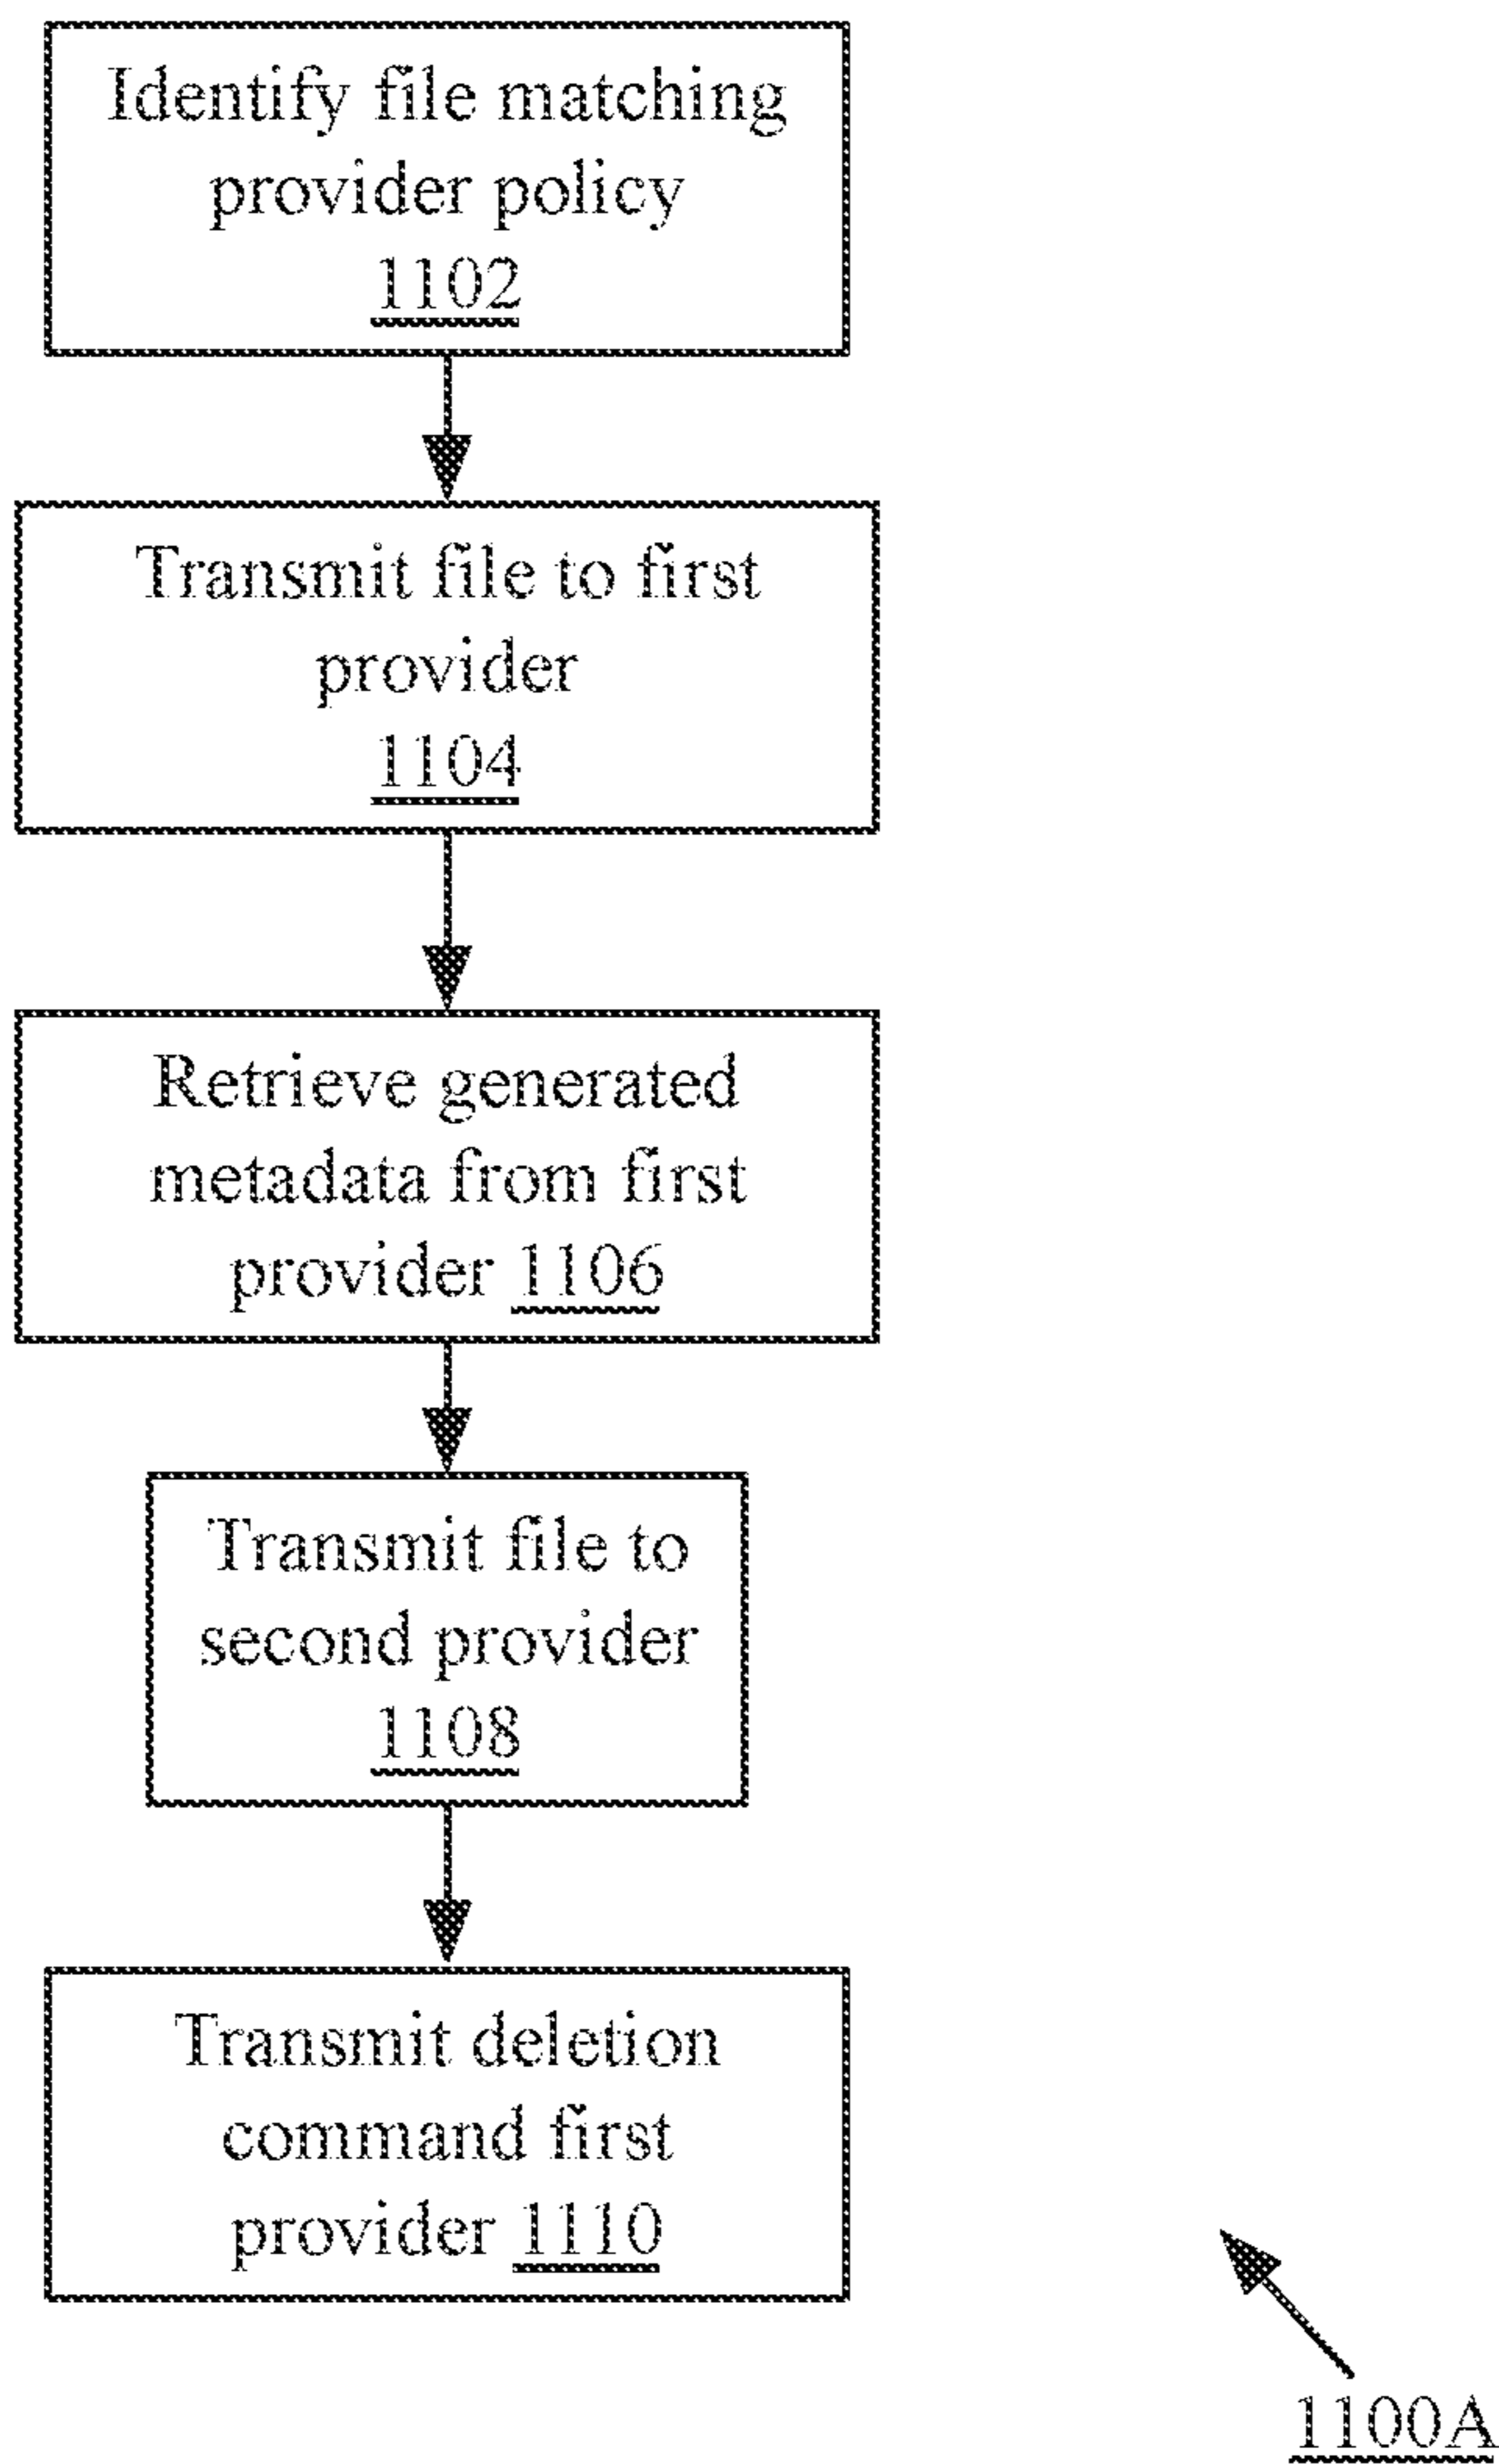 Identify file matching
provider policy
1102
Transmit file to first
provider
1104
Retrieve generated
metadata from first
provider 1106
Transmit file to
second provider
1108
Transmit deletion
command first
provider 1110
1100A